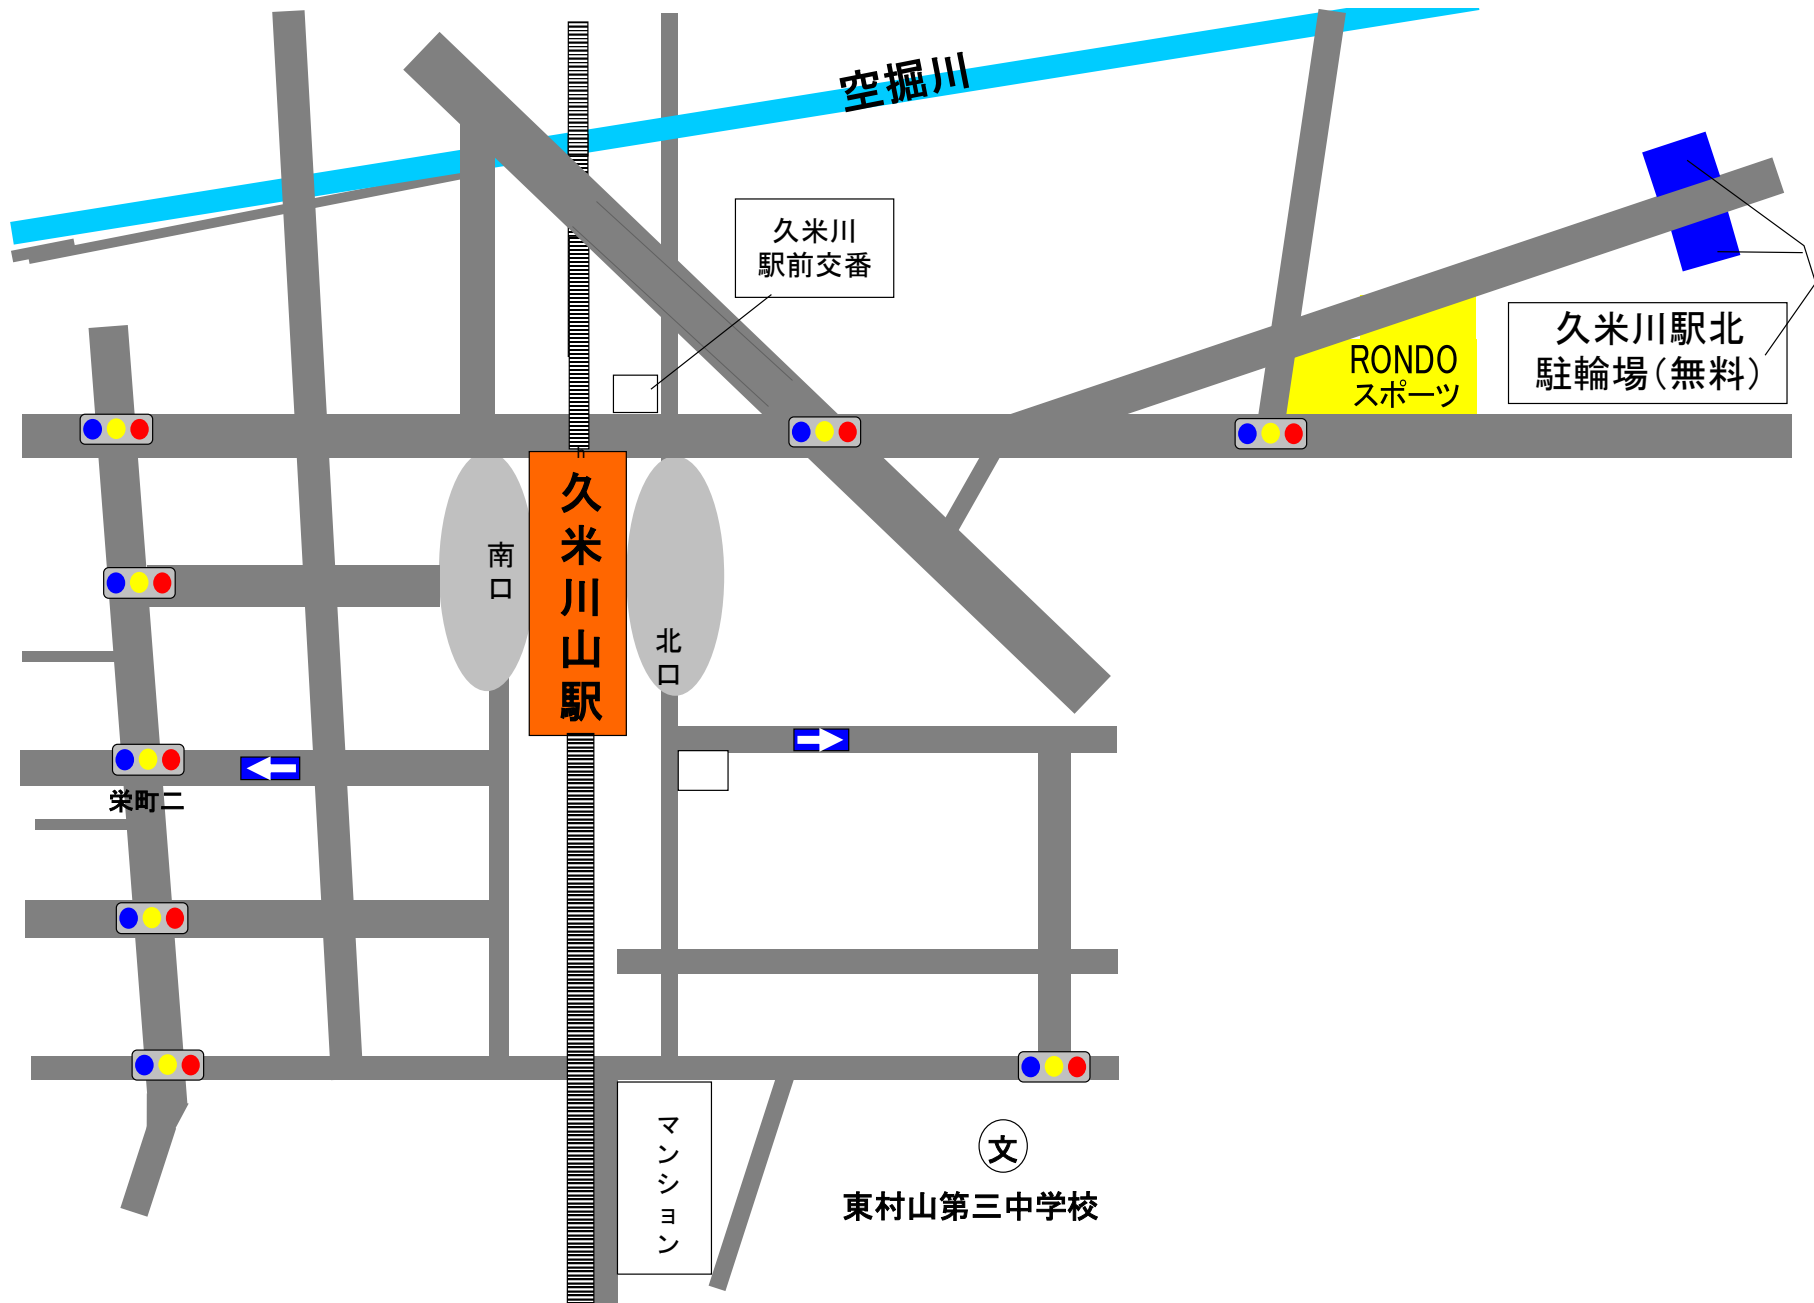 空掘川
久米川
駅前交番
久米川駅北
駐輪場(無料)
RONDO
スポーツ
久米川山駅
南口
北口
栄町二
マンション
文
東村山第三中学校